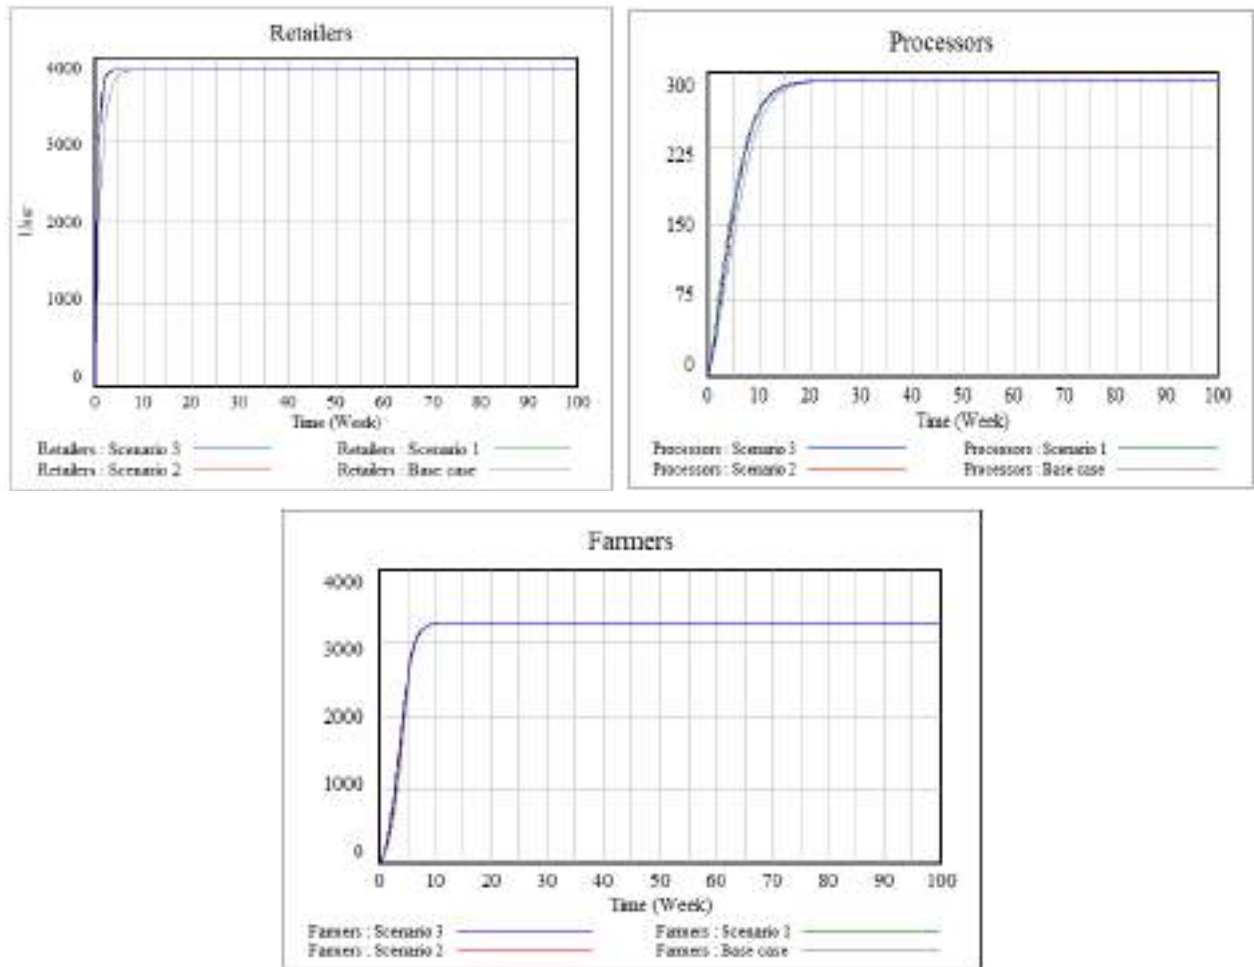 Retailers
4000
3000
2000
1000
0
User
0 10 20 30 40 50 60 70 80 90 100
Time (Week)
Retailers : Scenario 3 Retailers : Scenario 1
Retailers : Scenario 2 Retailers : Base case
Processors
300
225
150
75
0
0 10 20 30 40 50 60 70 80 90 100
Time (Week)
Processors : Scenario 3 Processors : Scenario 1
Processors : Scenario 2 Processors : Base case
Farmers
4000
3000
2000
1000
0
0 10 20 30 40 50 60 70 80 90 100
Time (Week)
Farmers : Scenario 3 Farmers : Scenario 1
Farmers : Scenario 2 Farmers : Base case